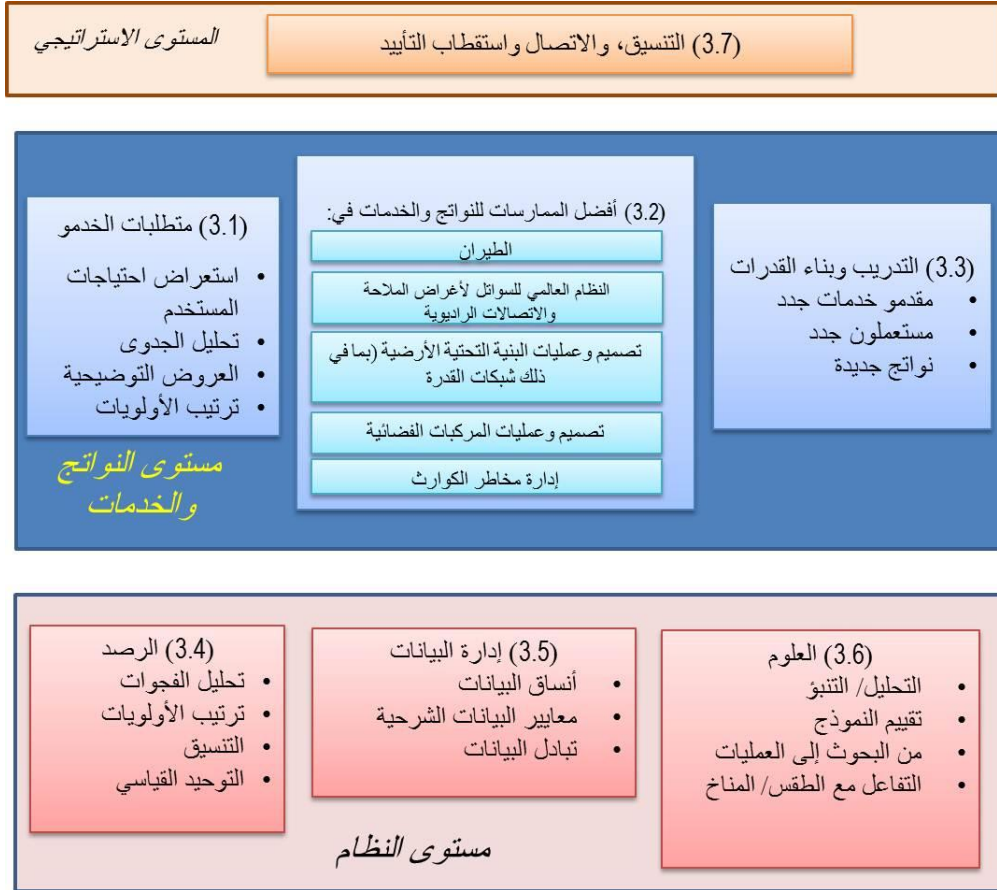 المستوى الاستراتيجي
(3.7) التنسيق، والاتصال واستقطاب التأييد
(3.1) متطلبات الخدمو
• استعراض احتياجات
المستخدم
• تحليل الجدوى
• العروض التوضيحية
• ترتيب الأولويات
مستوى النواتج
والخدمات
(3.2) أفضل الممارسات للنواتج والخدمات في:
الطيران
النظام العالمي للسواتل لأغراض الملاحة
والاتصالات الراديوية
تصميم وعمليات البنية التحتية الأرضية (بما في
ذلك شبكات القدرة
تصميم وعمليات المركبات الفضائية
إدارة مخاطر الكوارث
(3.3) التدريب وبناء القدرات
• مقدمو خدمات جدد
• مستعملون جدد
• نواتج جديدة
(3.4) الرصد
• تحليل الفجوات
• ترتيب الأولويات
• التنسيق
• التوحيد القياسي
(3.5) إدارة البيانات
• أنساق البيانات
• معايير البيانات الشرحية
• تبادل البيانات
(3.6) العلوم
• التحليل/ التنبؤ
• تقييم النموذج
• من البحوث إلى العمليات
• التفاعل مع الطقس/ المناخ
مستوى النظام